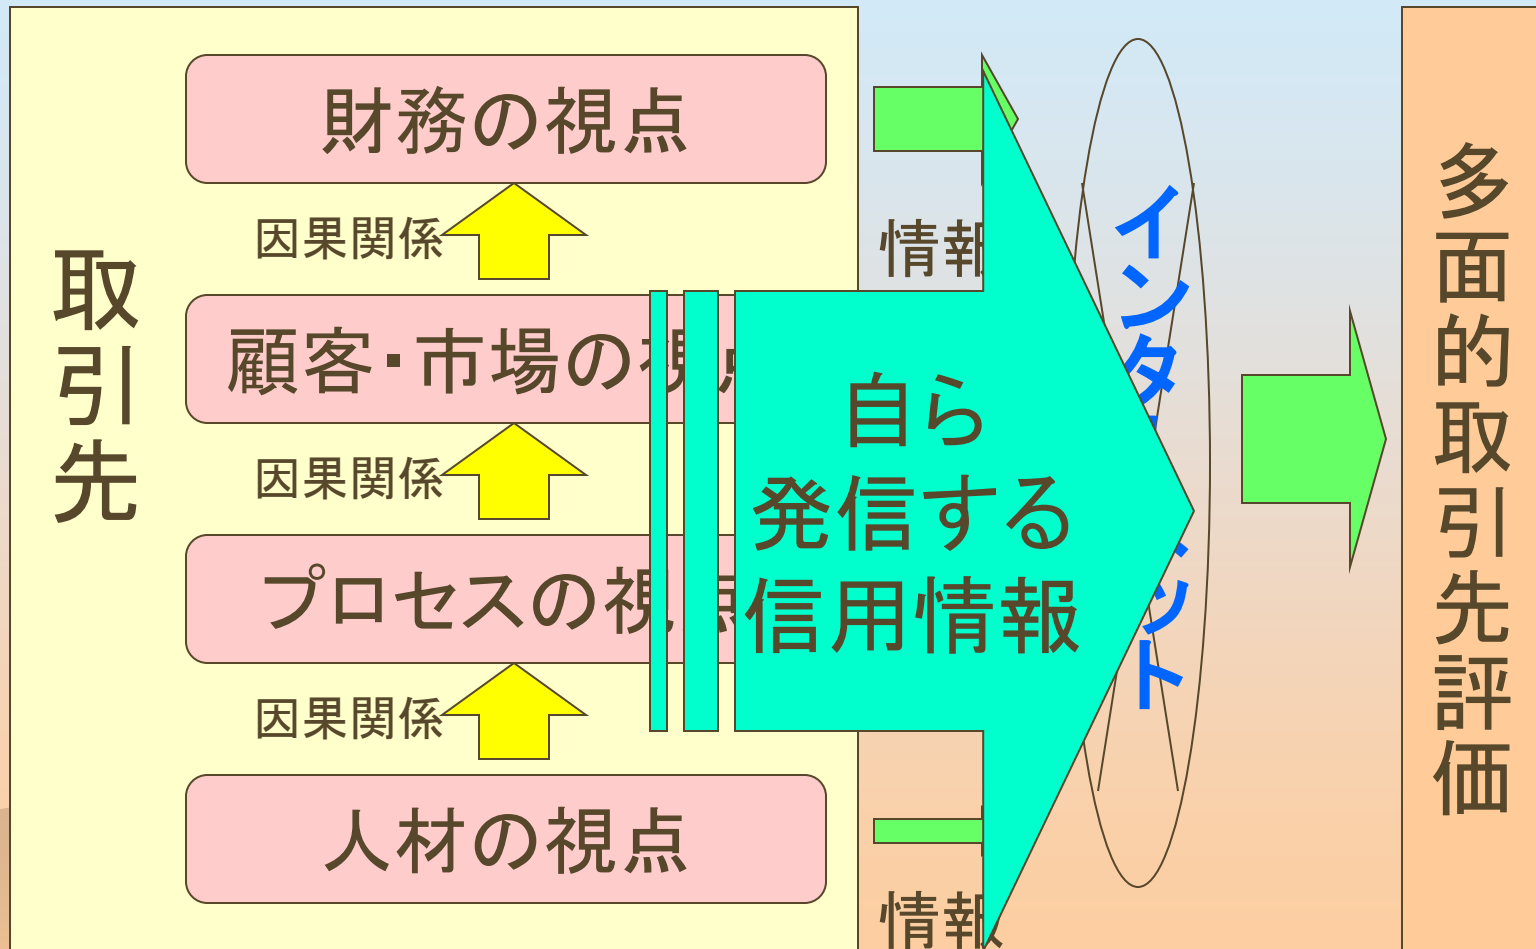 取引先
財務の視点
因果関係
顧客・市場の視点
因果関係
プロセスの視点
因果関係
人材の視点
情報
情報
自ら
発信する
信用情報
インタ
ット
多面的取引先評価